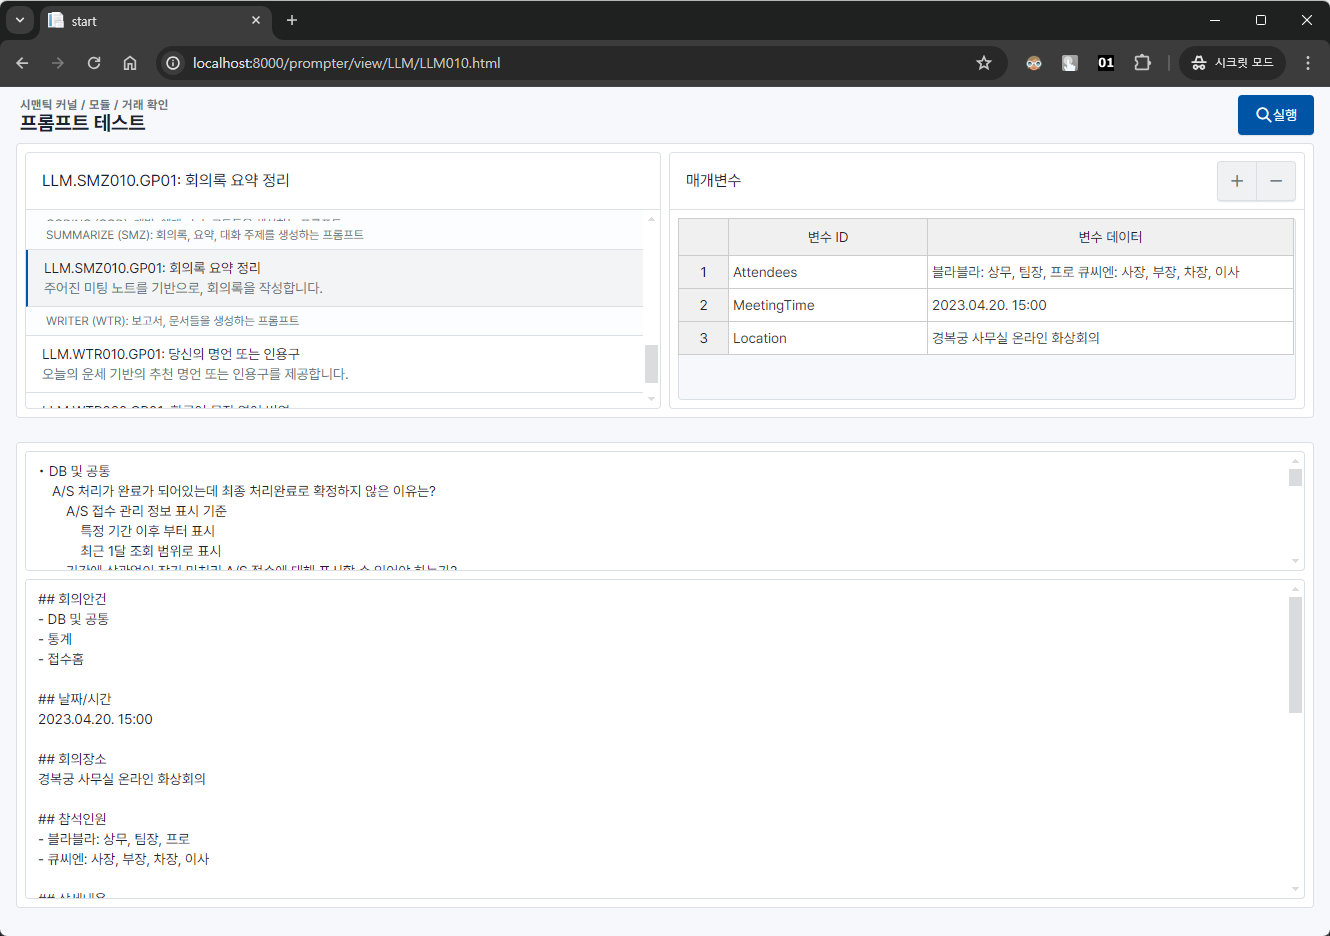 start
localhost:8000/prompter/view/LLM/LLM010.html
01
시크릿 모드
시맨틱 커널 / 모듈 / 거래 확인
프롬프트 테스트
실행
LLM.SMZ010.GP01: 회의록 요약 정리
SUMMARIZE (SMZ): 회의록, 요약, 대화 주제를 생성하는 프롬프트
LLM.SMZ010.GP01: 회의록 요약 정리
주어진 미팅 노트를 기반으로, 회의록을 작성합니다.
WRITER (WTR): 보고서, 문서들을 생성하는 프롬프트
LLM.WTR010.GP01: 당신의 명언 또는 인용구
오늘의 운세 기반의 추천 명언 또는 인용구를 제공합니다.
매개변수
변수 ID 변수 데이터
1 Attendees 블라블라: 상무, 팀장, 프로 큐씨엔: 사장, 부장, 차장, 이사
2 MeetingTime 2023.04.20. 15:00
3 Location 경복궁 사무실 온라인 화상회의
• DB 및 공통
A/S 처리가 완료가 되어있는데 최종 처리완료로 확정하지 않은 이유는?
A/S 접수 관리 정보 표시 기준
특정 기간 이후 부터 표시
최근 1달 조회 범위로 표시
## 회의안건
- DB 및 공통
- 통계
- 접수홈
## 날짜/시간
2023.04.20. 15:00
## 회의장소
경복궁 사무실 온라인 화상회의
## 참석인원
- 블라블라: 상무, 팀장, 프로
- 큐씨엔: 사장, 부장, 차장, 이사